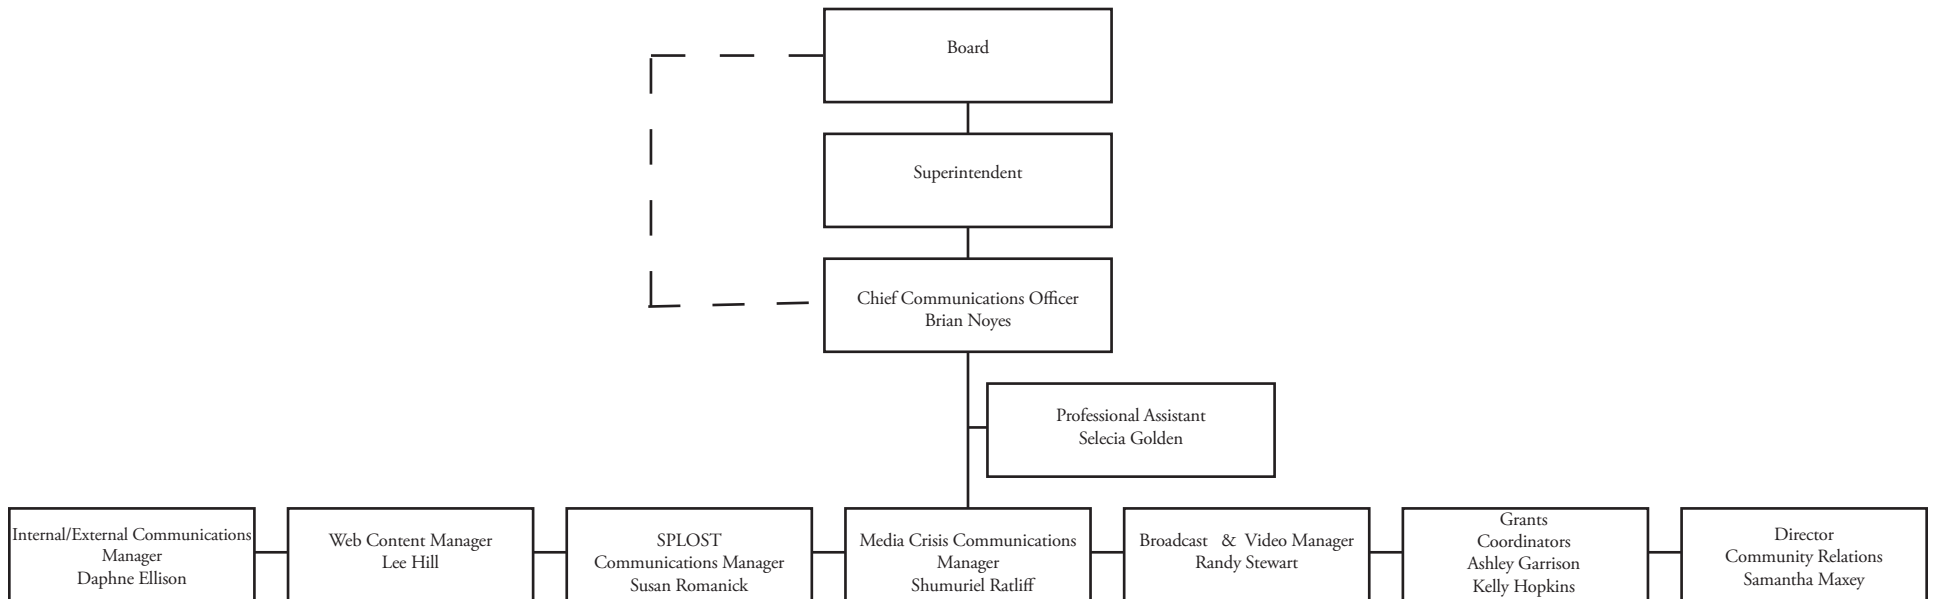 Board
Superintendent
Chief Communications Officer
Brian Noyes
Professional Assistant
Selecia Golden
Internal/External Communications
Manager
Daphne Ellison
Web Content Manager
Lee Hill
SPLOST
Communications Manager
Susan Romanick
Media Crisis Communications
Manager
Shumuriel Ratliff
Broadcast & Video Manager
Randy Stewart
Grants
Coordinators
Ashley Garrison
Kelly Hopkins
Director
Community Relations
Samantha Maxey